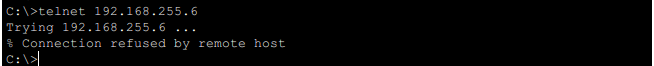 C:\>telnet 192.168.255.6
Trying 192.168.255.6 ...
% Connection refused by remote host
C:\>